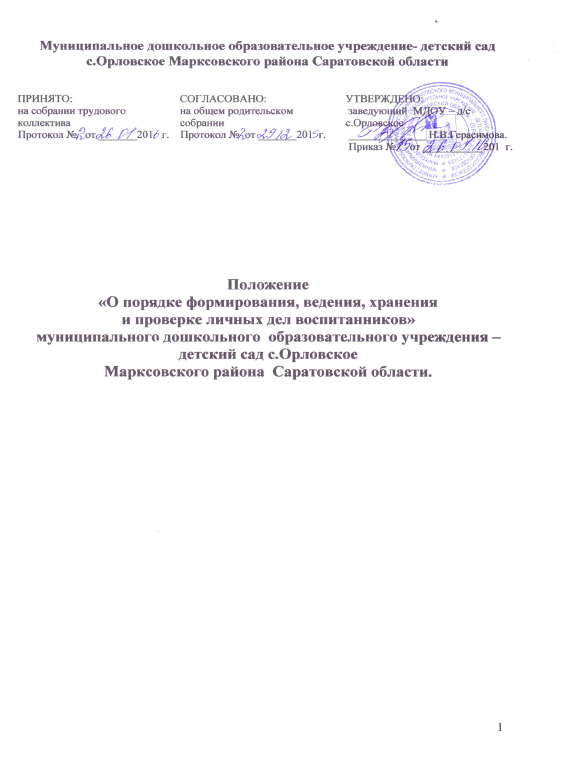 Муниципальное дошкольное образовательное учреждение- детский сад
с.Орловское Марксовского района Саратовской области
ПРИНЯТО:
на собрании трудового
коллектива
Протокол №2 от 26 01 2016 г.
СОГЛАСОВАНО:
на общем родительском
собрании
Протокол №2 от 29 12 2015г.
УТВЕРЖДЕНО:
заведующий МДОУ – д/с
с.Орловское
Н.В.Герасимова.
Приказ №15 от 26 01 201 г.
Положение
«О порядке формирования, ведения, хранения
и проверке личных дел воспитанников»
муниципального дошкольного образовательного учреждения –
детский сад с.Орловское
Марксовского района Саратовской области.
1